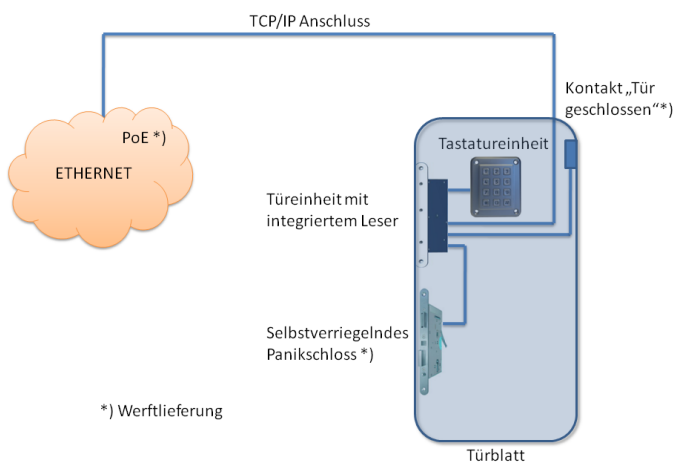 TCP/IP Anschluss
Kontakt „Tür
geschlossen“*)
PoE *)
ETHERNET
Tastatureinheit
Türeinheit mit
integriertem Leser
Selbstverriegelndes
Panikschloss *)
*) Werftlieferung
Türblatt